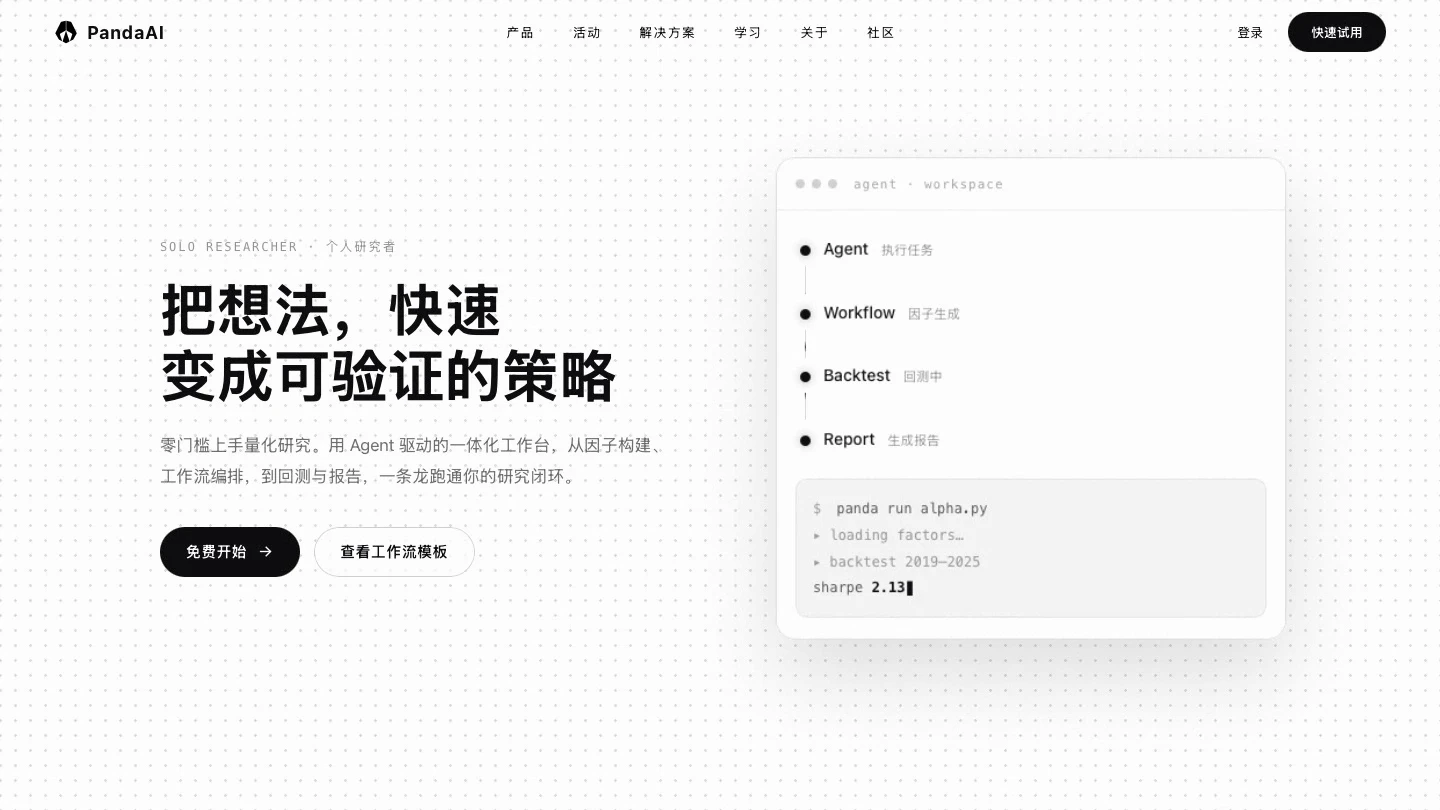 PandaAI
产品 活动 解决方案 学习 关于 社区
登录 快速试用
SOLO RESEARCHER · 个人研究者
把想法，快速
变成可验证的策略
零门槛上手量化研究。用 Agent 驱动的一体化工作台，从因子构建、
工作流编排，到回测与报告，一条龙跑通你的研究闭环。
免费开始 →
查看工作流模板
agent · workspace
Agent 执行任务
Workflow 因子生成
Backtest 回测中
Report 生成报告
$ panda run alpha.py
▸ loading factors…
▸ backtest 2019—2025
sharpe 2.13